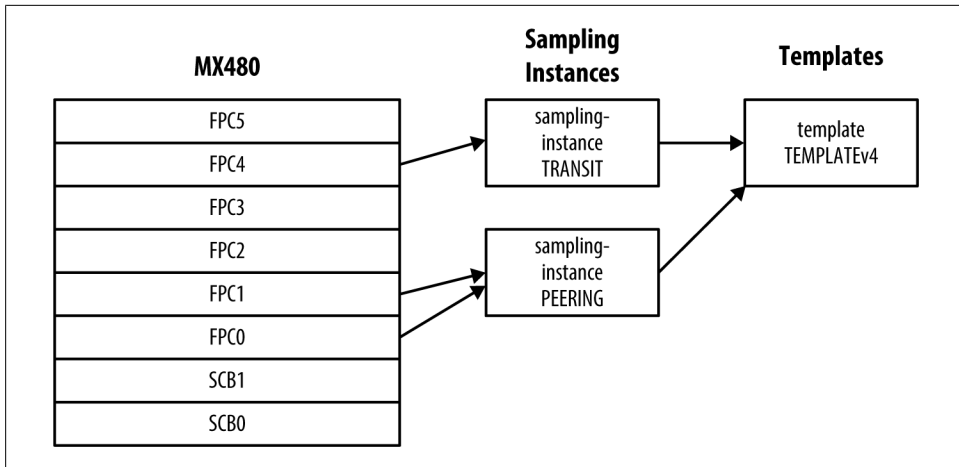 MX480
Sampling
Instances
Templates
FPC5
FPC4
FPC3
FPC2
FPC1
FPC0
SCB1
SCB0
sampling-
instance
TRANSIT
sampling-
instance
PEERING
template
TEMPLATEv4